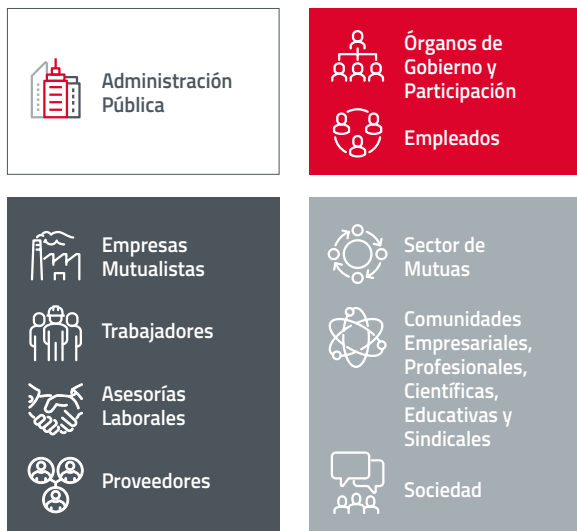 Administración
Pública
Órganos de
Gobierno y
Participación
Empleados
Empresas
Mutualistas
Trabajadores
Asesorías
Laborales
Proveedores
Sector de
Mutuas
Comunidades
Empresariales,
Profesionales,
Científicas,
Educativas y
Sindicales
Sociedad